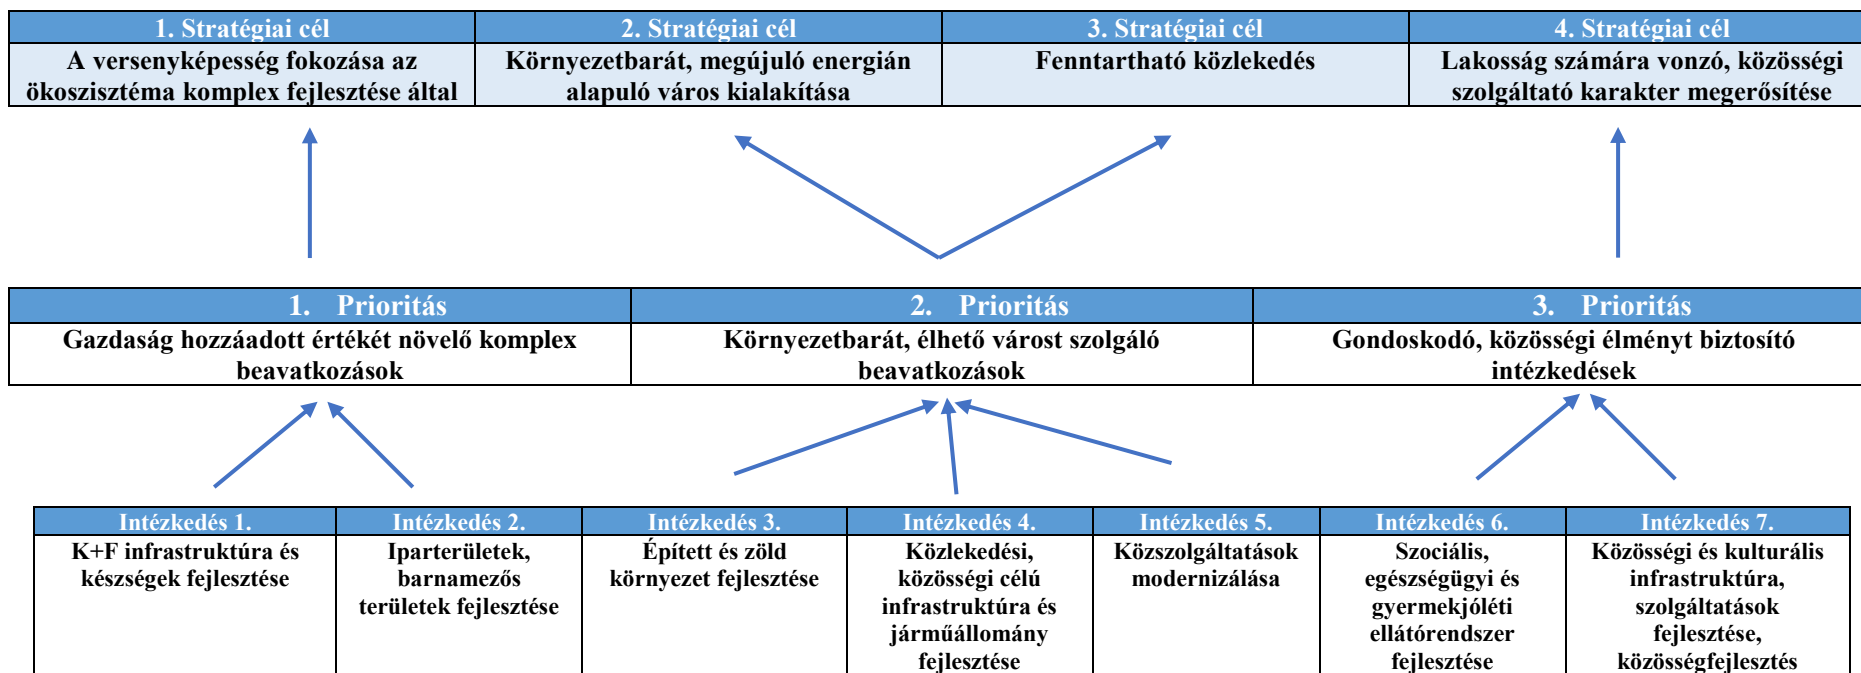 1. Stratégiai cél
2. Stratégiai cél
3. Stratégiai cél
4. Stratégiai cél
A versenyképesség fokozása az
ökoszisztéma komplex fejlesztése által
Környezetbarát, megújuló energián
alapuló város kialakítása
Fenntartható közlekedés
Lakosság számára vonzó, közösségi
szolgáltató karakter megerősítése
1. Prioritás
2. Prioritás
3. Prioritás
Gazdaság hozzáadott értékét növelő komplex
beavatkozások
Környezetbarát, élhető várost szolgáló
beavatkozások
Gondoskodó, közösségi élményt biztosító
intézkedések
Intézkedés 1.
Intézkedés 2.
Intézkedés 3.
Intézkedés 4.
Intézkedés 5.
Intézkedés 6.
Intézkedés 7.
K+F infrastruktúra és
készségek fejlesztése
Iparterületek,
barnamezős
területek fejlesztése
Épített és zöld
környezet fejlesztése
Közlekedési,
közösségi célú
infrastruktúra és
járműállomány
fejlesztése
Közszolgáltatások
modernizálása
Szociális,
egészségügyi és
gyermekjóléti
ellátórendszer
fejlesztése
Közösségi és kulturális
infrastruktúra,
szolgáltatások
fejlesztése,
közösségfejlesztés